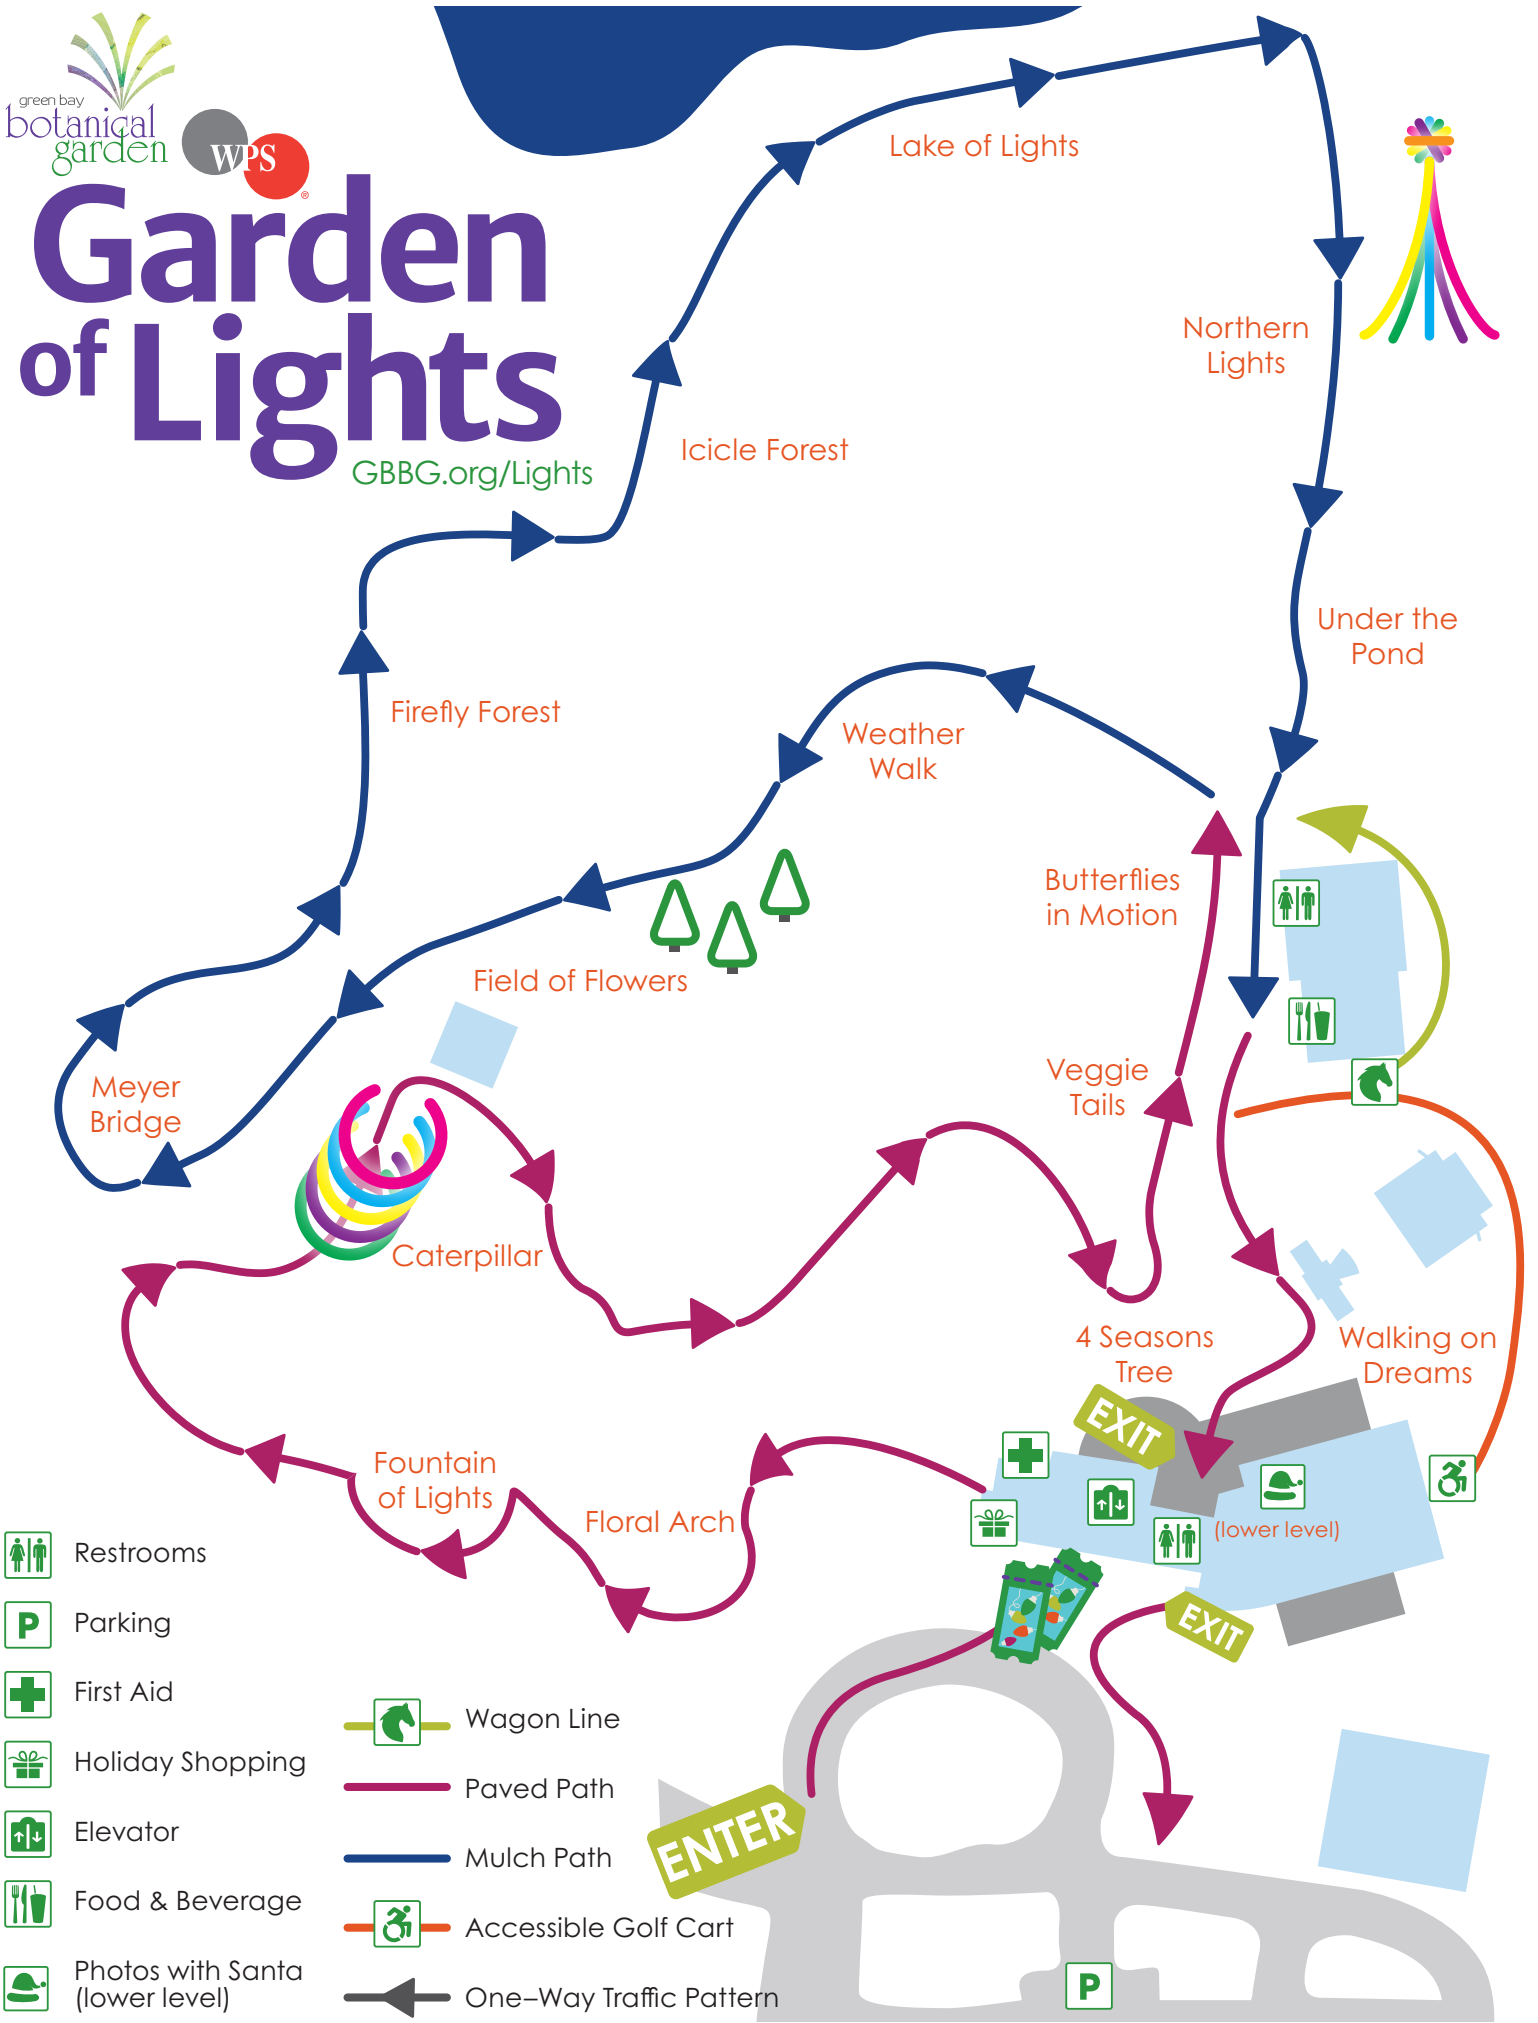 green bay
botanical
garden
WPS
®
Garden
of Lights
GBBG.org/Lights
Lake of Lights
Northern
Lights
Icicle Forest
Under the
Pond
Firefly Forest
Weather
Walk
Butterflies
in Motion
Field of Flowers
Veggie
Tails
Meyer
Bridge
Caterpillar
4 Seasons
Tree
Walking on
Dreams
EXIT
Fountain
of Lights
Floral Arch
(lower level)
EXIT
ENTER
P
Restrooms
P
Parking
First Aid
Holiday Shopping
Elevator
Food & Beverage
Photos with Santa
(lower level)
Wagon Line
Paved Path
Mulch Path
Accessible Golf Cart
One–Way Traffic Pattern